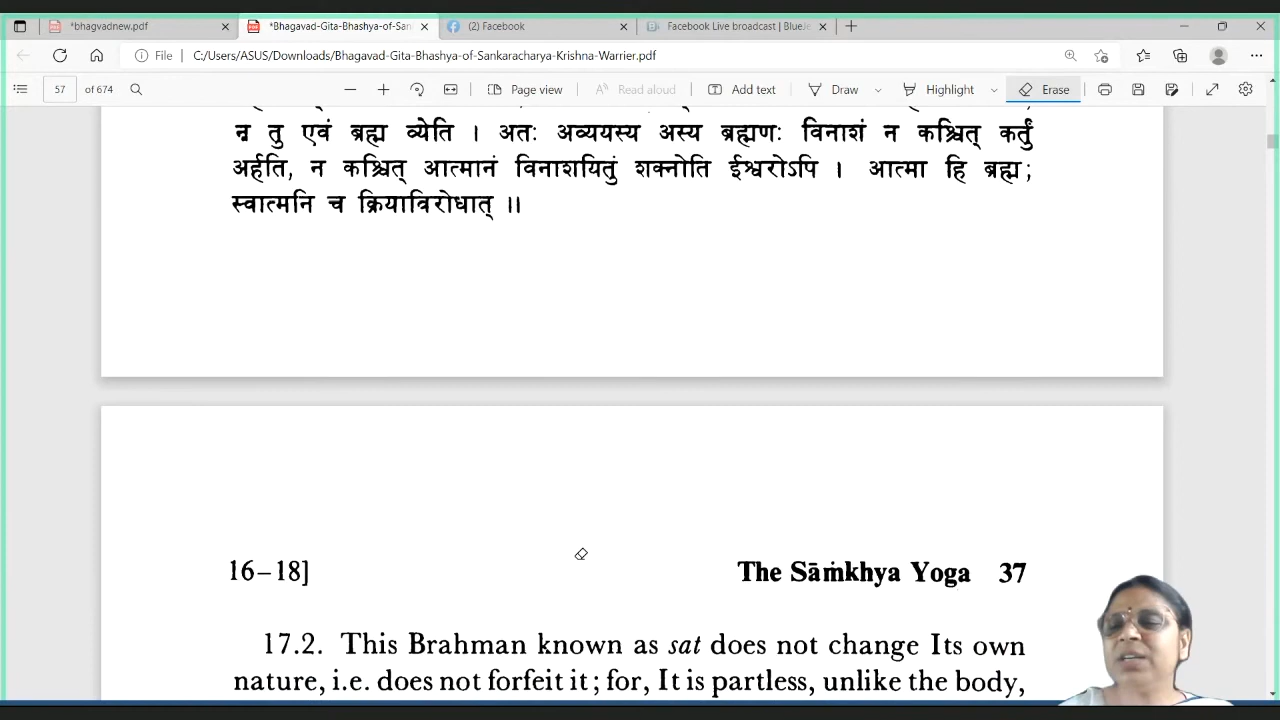 *bhagvadnew.pdf
*Bhagavad-Gita-Bhashya-of-San
(2) Facebook
Facebook Live broadcast | BlueJe
File
C:/Users/ASUS/Downloads/Bhagavad-Gita-Bhashya-of-Sankaracharya-Krishna-Warrier.pdf
57 of 674
Page view
Read aloud
Add text
Draw
Highlight
Erase
न तु एवं ब्रह्म व्येति । अतः अव्ययस्य अस्य ब्रह्मणः विनाशं न कश्चित् कर्तुं
अर्हति, न कश्चित् आत्मानं विनाशयितुं शक्नोति ईश्वरोऽपि । आत्मा हि ब्रह्म ;
स्वात्मनि च क्रियाविरोधात् ।।
16–18]
The Sāṁkhya Yoga 37
17.2. This Brahman known as sat does not change Its own
nature, i.e. does not forfeit it ; for, It is partless, unlike the body,